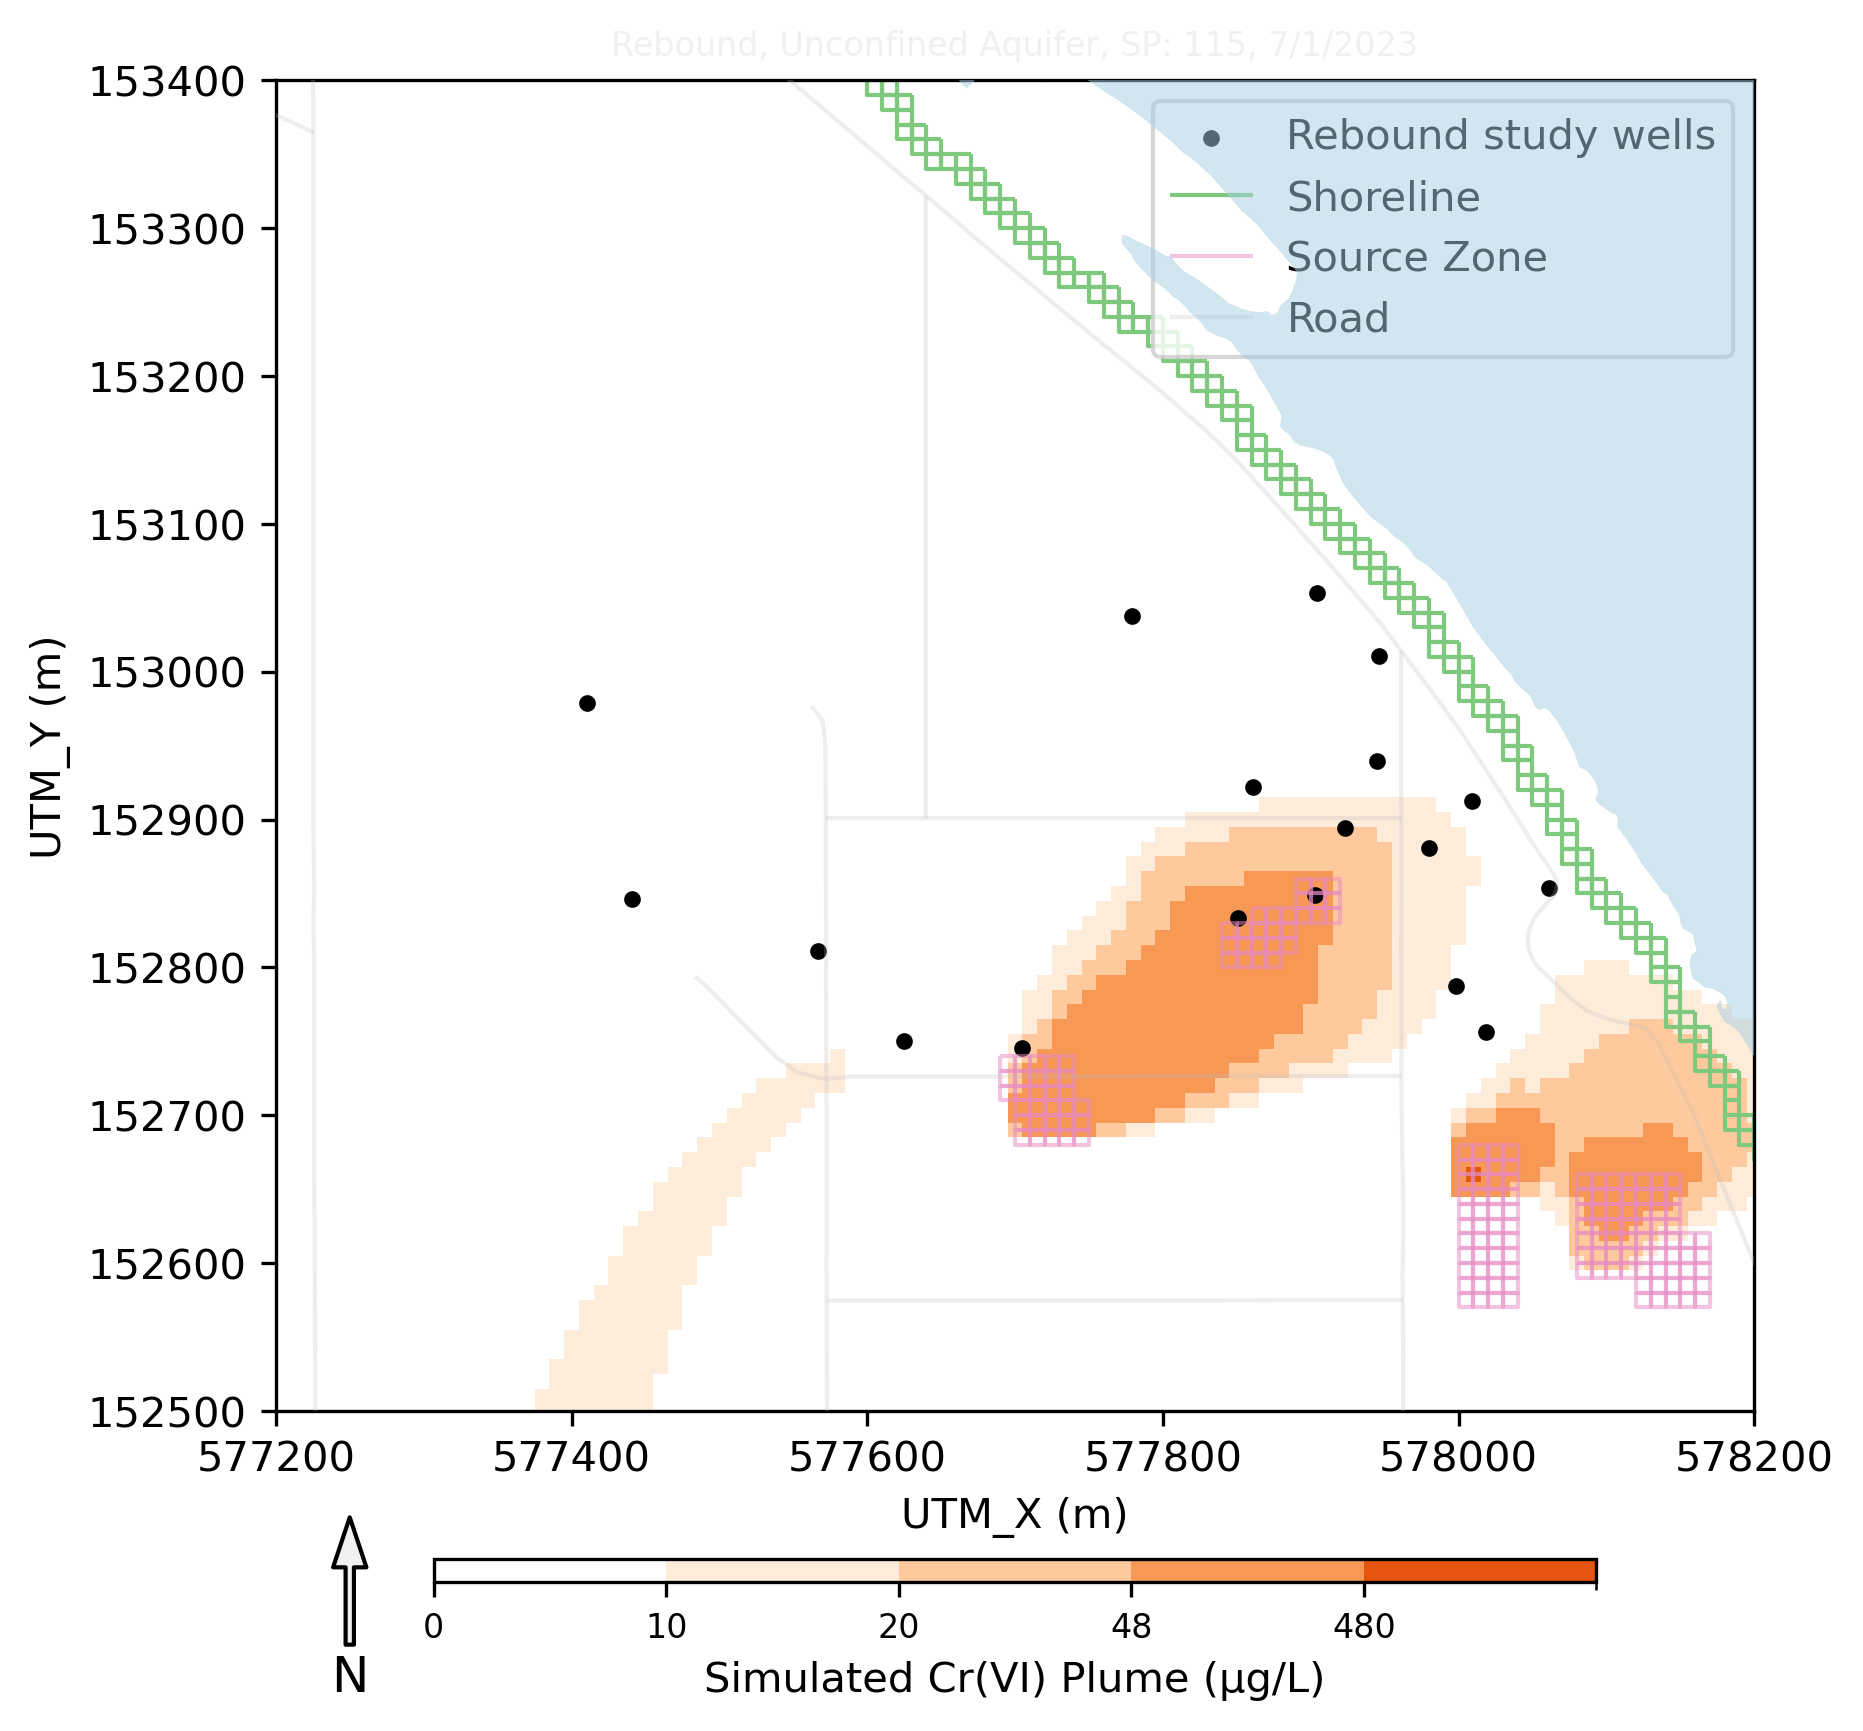 Rebound, Unconfined Aquifer, SP: 115, 7/1/2023
153400
153300
153200
153100
153000
152900
152800
152700
152600
152500
UTM_Y (m)
Rebound study wells
Shoreline
Source Zone
Road
577200 577400 577600 577800 578000 578200
UTM_X (m)
N
0 10 20 48 480
Simulated Cr(VI) Plume (μg/L)